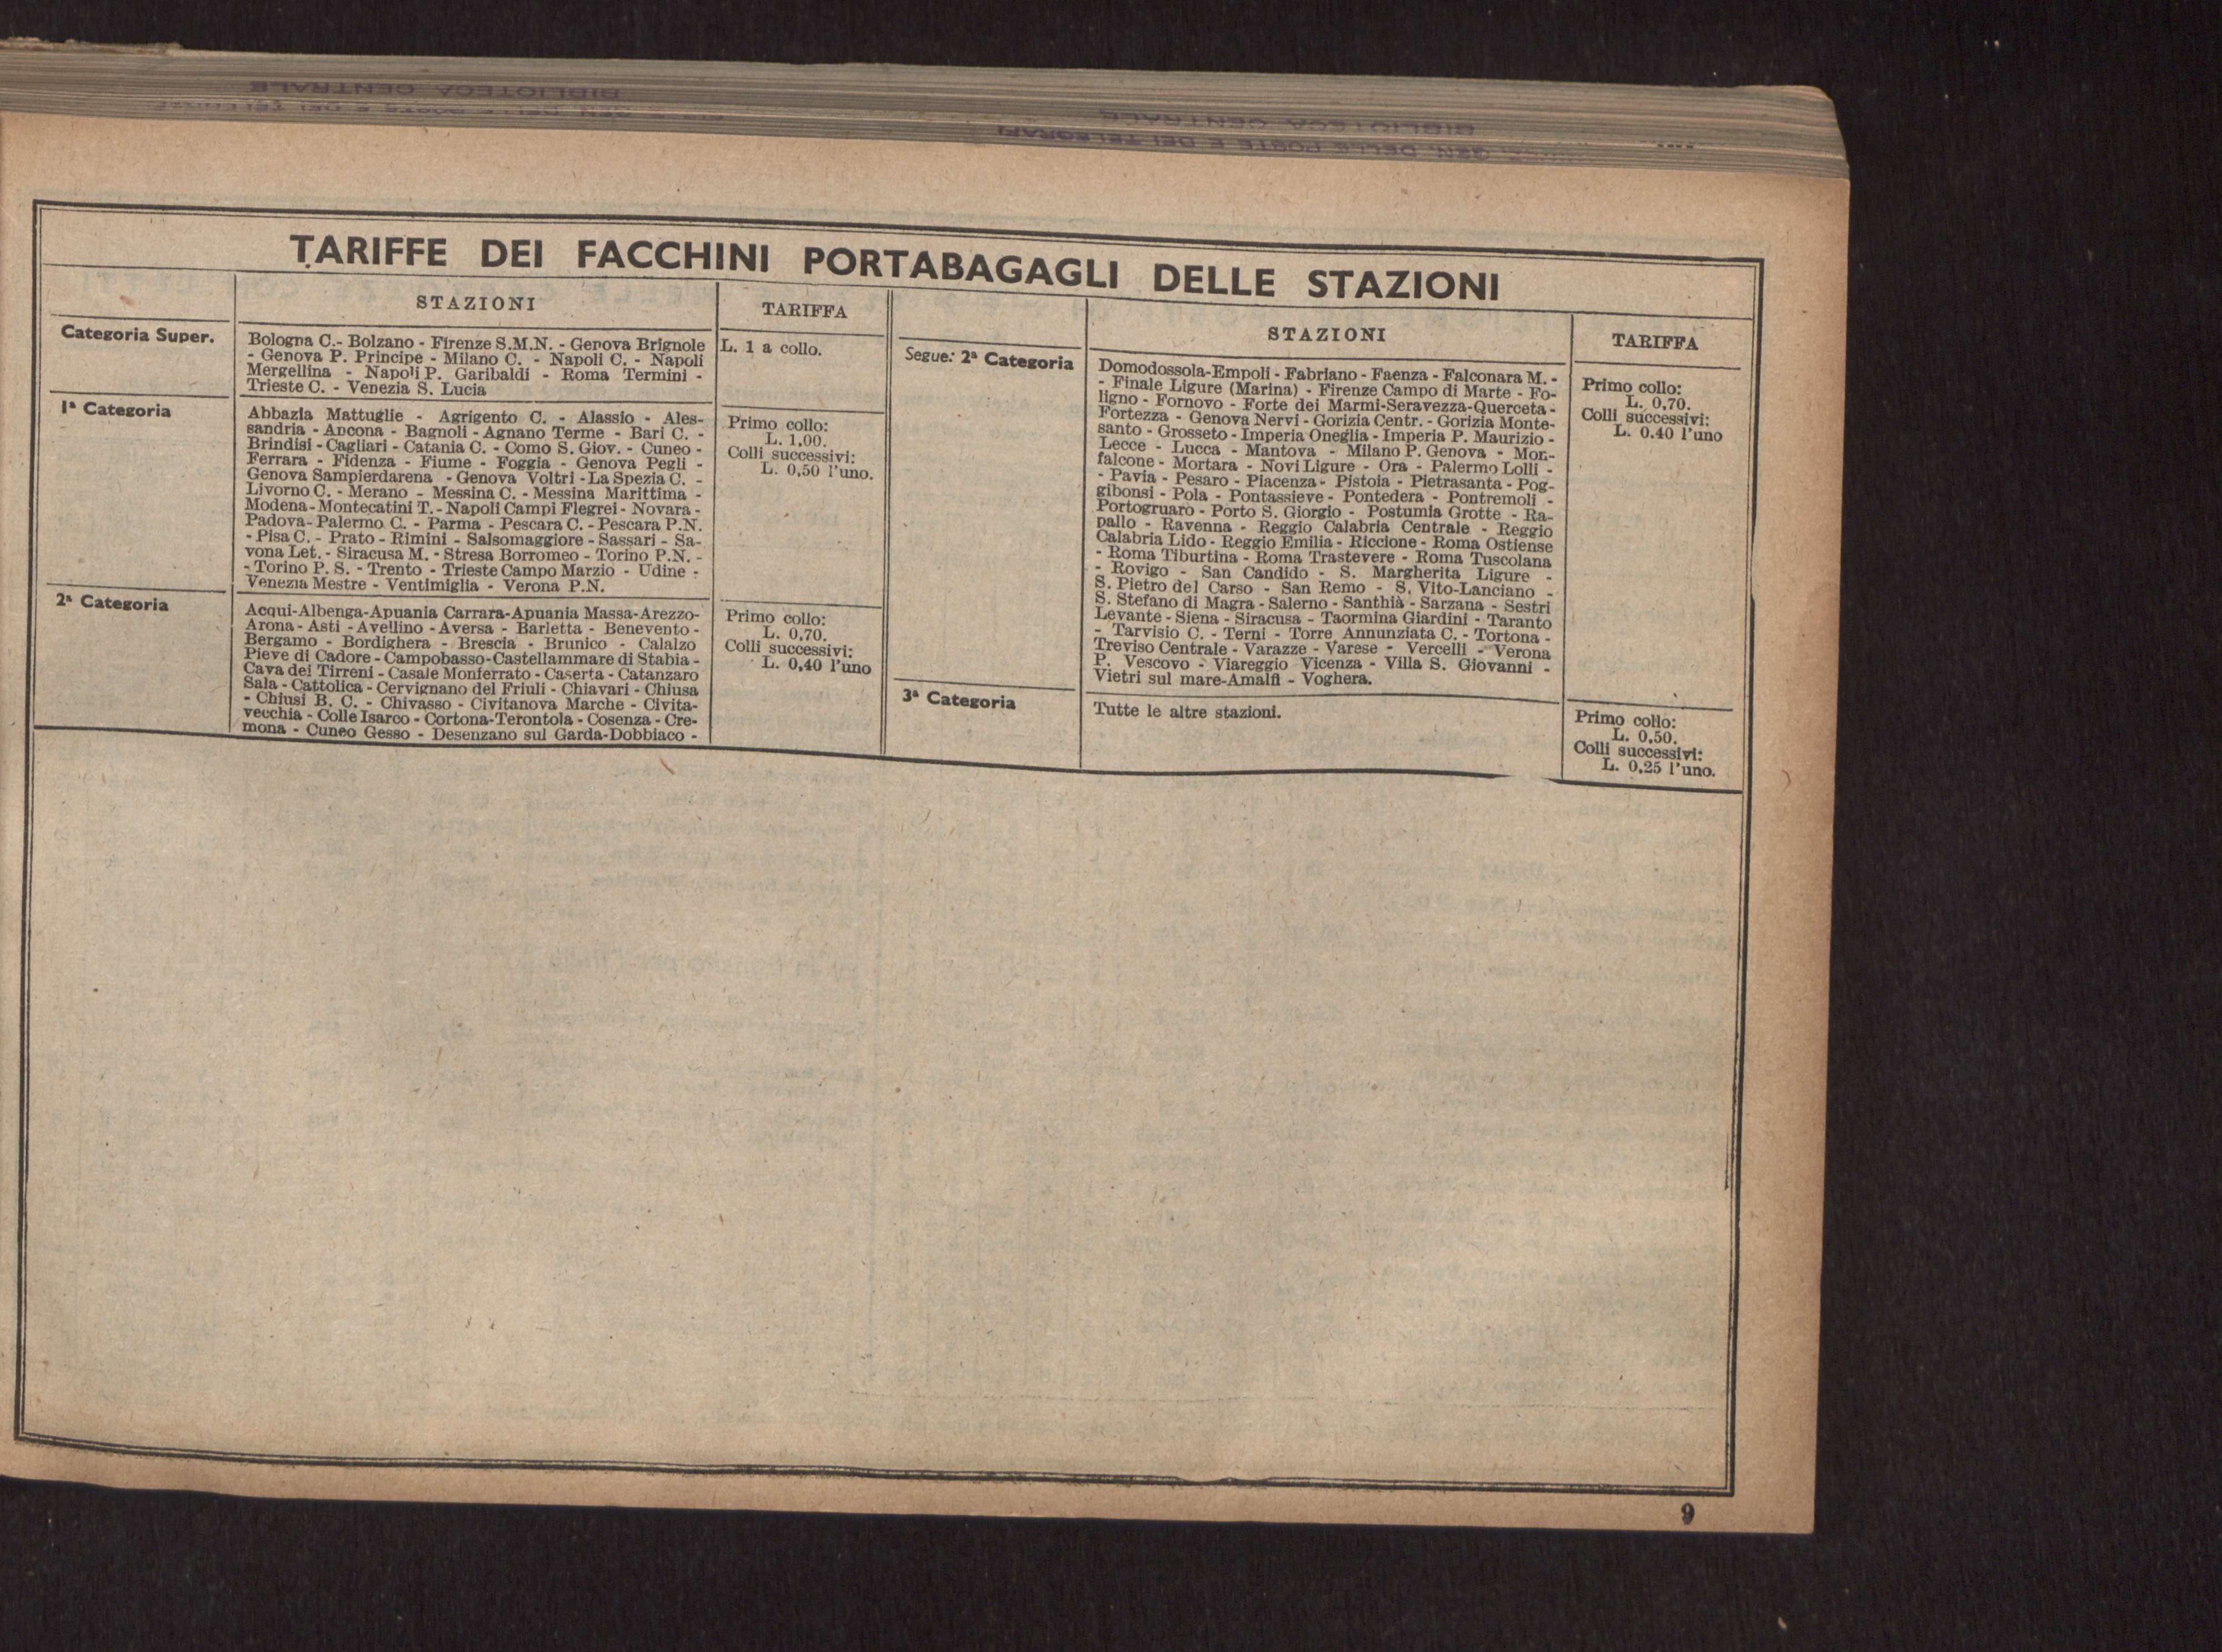 TARIFFE DEI FACCHINI PORTABAGAGLI DELLE STAZIONI
STAZIONI
TARIFFA
Categoria Super.
Bologna C.- Bolzano - Firenze S.M.N. - Genova Brignole
- Genova P. Principe - Milano C. - Napoli C. - Napoli
Mergellina - Napoli P. Garibaldi - Roma Termini -
Trieste C. - Venezia S. Lucia
L. 1 a collo.
1ª Categoria
Abbazia Mattuglie - Agrigento C. - Alassio - Ales-
sandria - Ancona - Bagnoli - Agnano Terme - Bari C. -
Brindisi - Cagliari - Catania C. - Como S. Giov. - Cuneo -
Ferrara - Fidenza - Fiume - Foggia - Genova Pegli -
Genova Sampierdarena - Genova Voltri - La Spezia C. -
Livorno C. - Merano - Messina C. - Messina Marittima -
Modena - Montecatini T. - Napoli Campi Flegrei - Novara -
Padova - Palermo C. - Parma - Pescara C. - Pescara P.N.
- Pisa C. - Prato - Rimini - Salsomaggiore - Sassari - Sa-
vona Let. - Siracusa M. - Stresa Borromeo - Torino P.N. -
- Torino P. S. - Trento - Trieste Campo Marzio - Udine -
Venezia Mestre - Ventimiglia - Verona P.N.
Primo collo:
L. 1,00.
Colli successivi:
L. 0,50 l'uno.
2ª Categoria
Acqui-Albenga-Apuania Carrara-Apuania Massa-Arezzo-
Arona - Asti - Avellino - Aversa - Barletta - Benevento -
Bergamo - Bordighera - Brescia - Brunico - Calalzo
Pieve di Cadore - Campobasso-Castellammare di Stabia -
Cava dei Tirreni - Casale Monferrato - Caserta - Catanzaro
Sala - Cattolica - Cervignano del Friuli - Chiavari - Chiusa
- Chiusi B. C. - Chivasso - Civitanova Marche - Civita-
vecchia - Colle Isarco - Cortona-Terontola - Cosenza - Cre-
mona - Cuneo Gesso - Desenzano sul Garda-Dobbiaco -
Primo collo:
L. 0,70.
Colli successivi:
L. 0,40 l'uno
STAZIONI
TARIFFA
Segue: 2ª Categoria
Domodossola-Empoli - Fabriano - Faenza - Falconara M. -
- Finale Ligure (Marina) - Firenze Campo di Marte - Fo-
ligno - Fornovo - Forte dei Marmi-Seravezza-Querceta -
Fortezza - Genova Nervi - Gorizia Centr. - Gorizia Monte-
santo - Grosseto - Imperia Oneglia - Imperia P. Maurizio -
Lecce - Lucca - Mantova - Milano P. Genova - Mon-
falcone - Mortara - Novi Ligure - Ora - Palermo Lolli -
- Pavia - Pesaro - Piacenza - Pistoia - Pietrasanta - Pog-
gibonsi - Pola - Pontassieve - Pontedera - Pontremoli -
Portogruaro - Porto S. Giorgio - Postumia Grotte - Ra-
pallo - Ravenna - Reggio Calabria Centrale - Reggio
Calabria Lido - Reggio Emilia - Riccione - Roma Ostiense
- Roma Tiburtina - Roma Trastevere - Roma Tuscolana
- Rovigo - San Candido - S. Margherita Ligure -
S. Pietro del Carso - San Remo - S. Vito-Lanciano -
S. Stefano di Magra - Salerno - Santhià - Sarzana - Sestri
Levante - Siena - Siracusa - Taormina Giardini - Taranto
- Tarvisio C. - Terni - Torre Annunziata C. - Tortona -
Treviso Centrale - Varazze - Varese - Vercelli - Verona
P. Vescovo - Viareggio Vicenza - Villa S. Giovanni -
Vietri sul mare-Amalfi - Voghera.
Primo collo:
L. 0,70.
Colli successivi:
L. 0.40 l'uno
3ª Categoria
Tutte le altre stazioni.
Primo collo:
L. 0,50.
Colli successivi:
L. 0,25 l'uno.
9
BIBLIOTECA CENTRALE
BIBLIOTECA CENTRALE
GEN. DELLE POSTE E DEI TELEGRAFI